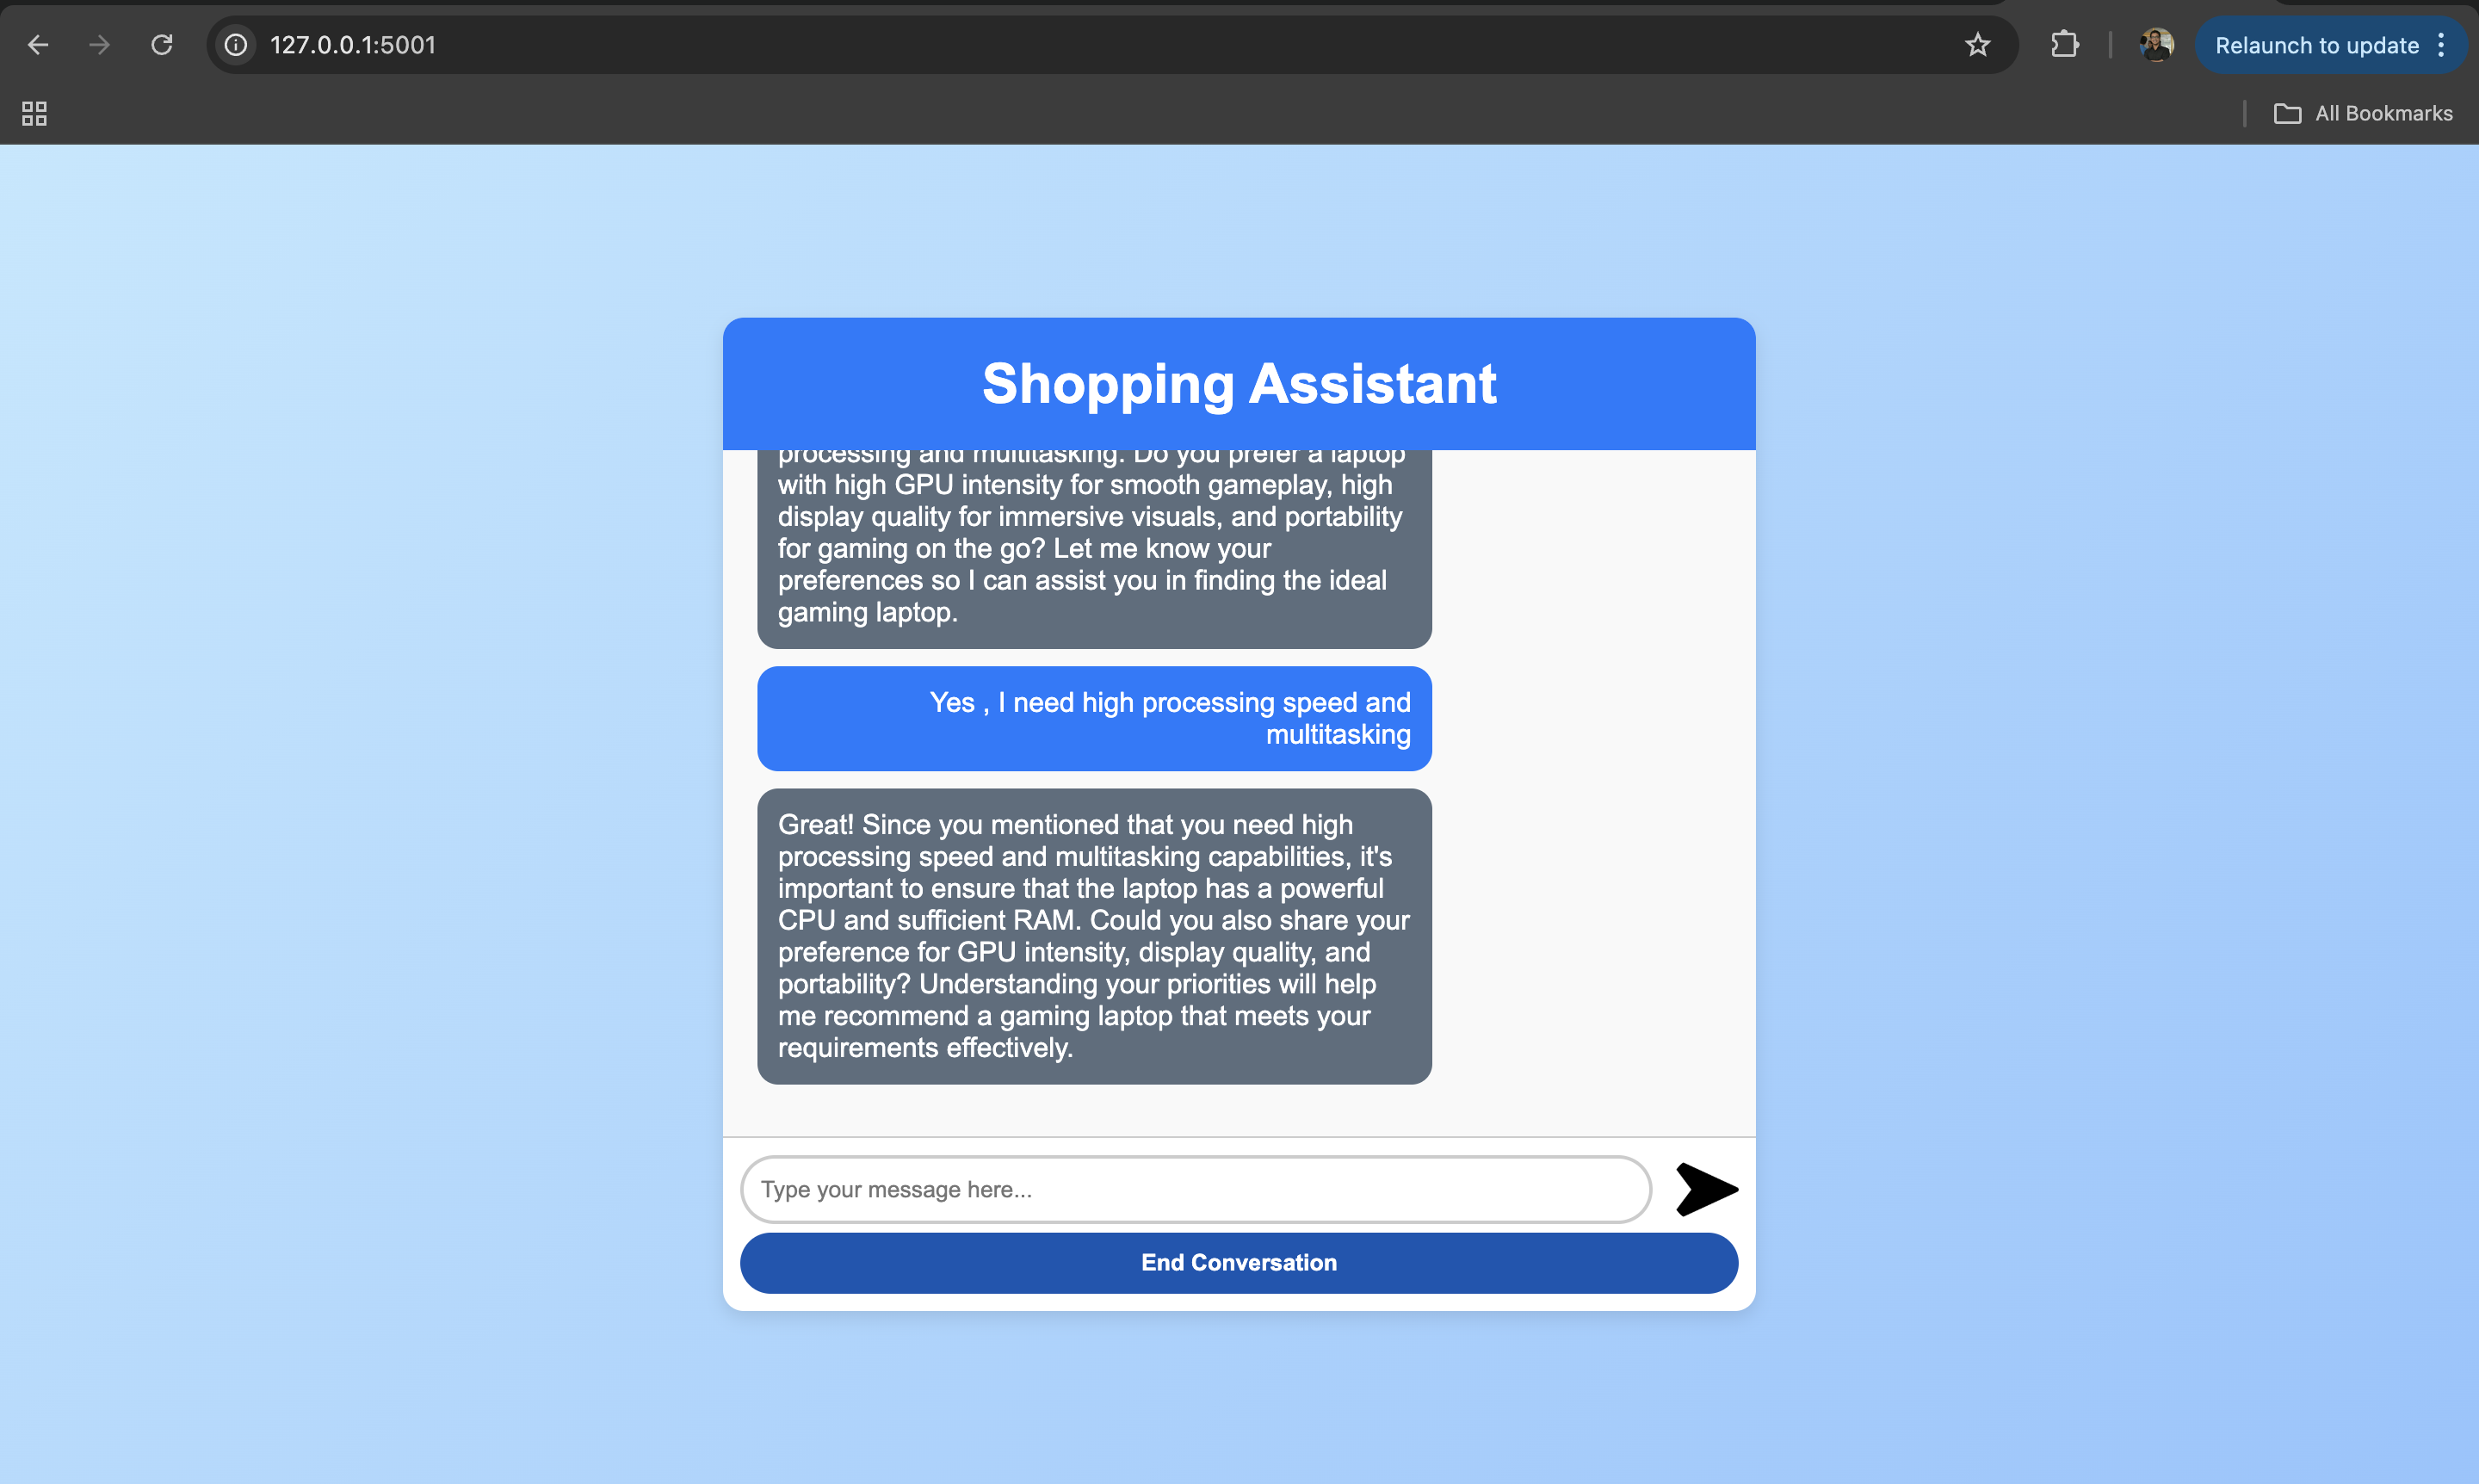 127.0.0.1:5001
Relaunch to update
All Bookmarks
Shopping Assistant
processing and multitasking. Do you prefer a laptop
with high GPU intensity for smooth gameplay, high
display quality for immersive visuals, and portability
for gaming on the go? Let me know your
preferences so I can assist you in finding the ideal
gaming laptop.
Yes , I need high processing speed and
multitasking
Great! Since you mentioned that you need high
processing speed and multitasking capabilities, it's
important to ensure that the laptop has a powerful
CPU and sufficient RAM. Could you also share your
preference for GPU intensity, display quality, and
portability? Understanding your priorities will help
me recommend a gaming laptop that meets your
requirements effectively.
Type your message here...
End Conversation